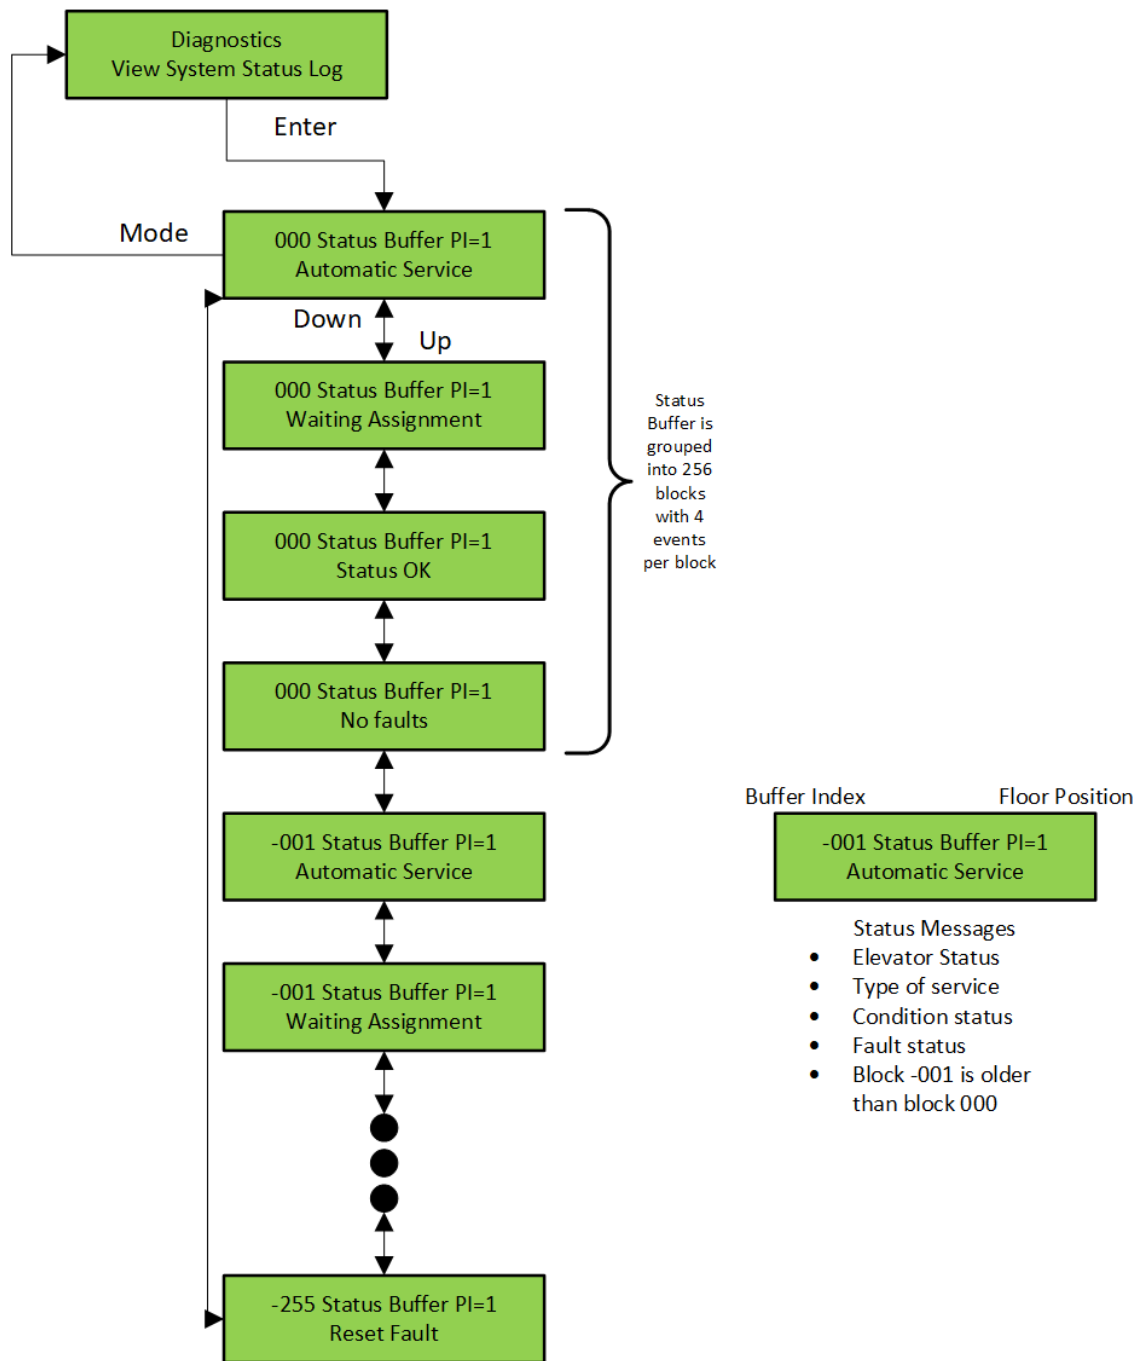 Diagnostics
View System Status Log
Enter
Mode
000 Status Buffer PI=1
Automatic Service
Down
Up
000 Status Buffer PI=1
Waiting Assignment
000 Status Buffer PI=1
Status OK
000 Status Buffer PI=1
No faults
Status
Buffer is
grouped
into 256
blocks
with 4
events
per block
-001 Status Buffer PI=1
Automatic Service
-001 Status Buffer PI=1
Waiting Assignment
-255 Status Buffer PI=1
Reset Fault
Buffer Index
Floor Position
-001 Status Buffer PI=1
Automatic Service
Status Messages
• Elevator Status
• Type of service
• Condition status
• Fault status
• Block -001 is older
than block 000